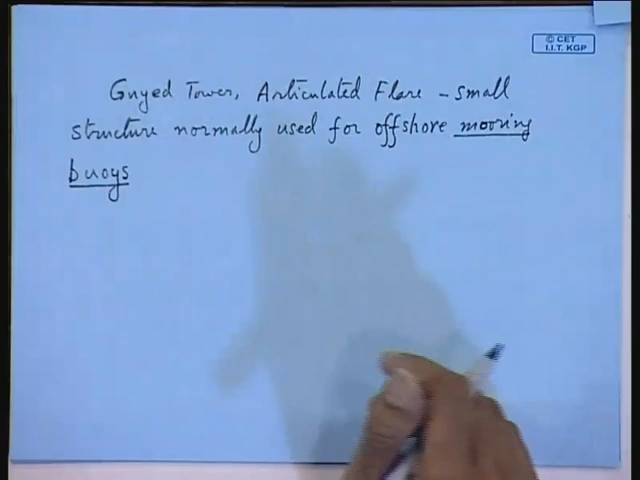 © CET
I.I.T. KGP
Guyed Tower, Articulated Flare - small
structure normally used for offshore mooring
buoys